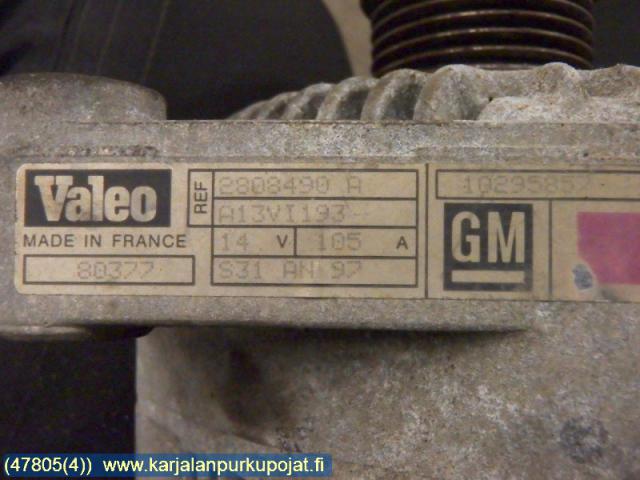 Valeo
MADE IN FRANCE
80377
REF
2808490 A
A13VI193
14 V 105 A
S31 AN 97
1029585
GM
(47805(4)) www.karjalanpurkupojat.fi